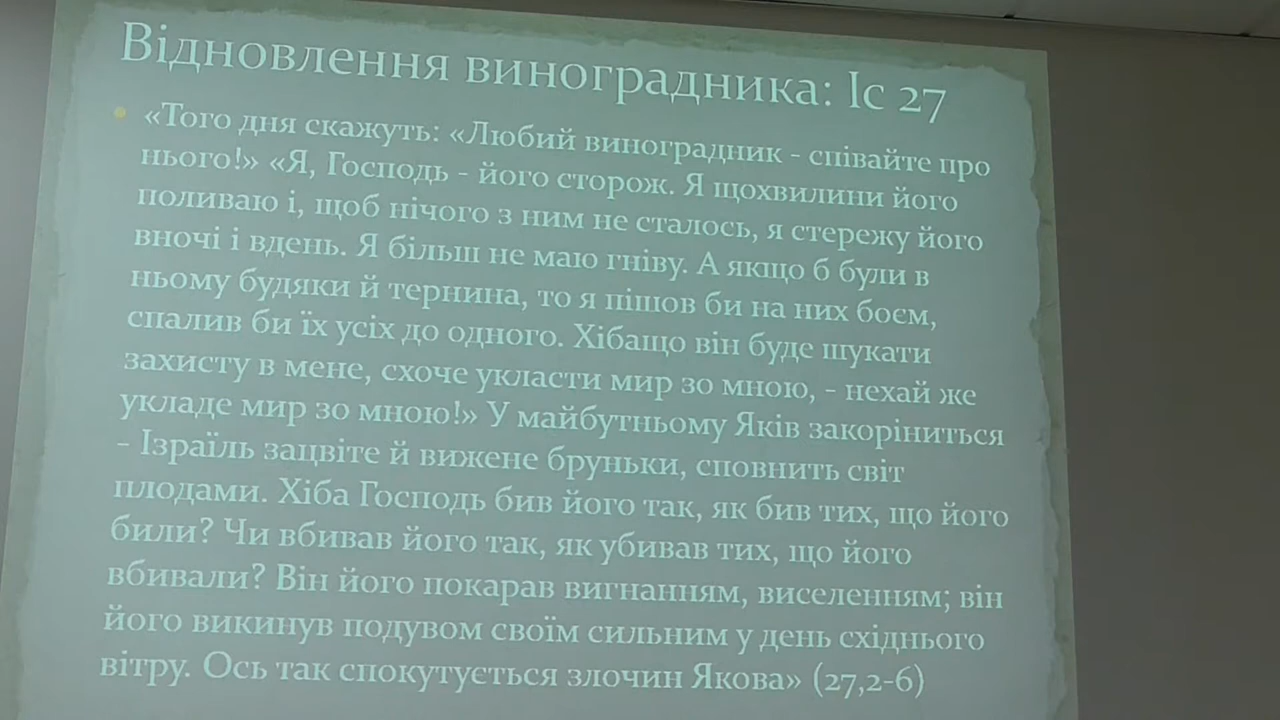 Відновлення виноградника: Іс 27
«Того дня скажуть: «Любий виноградник - співайте про
нього!» «Я, Господь - його сторож. Я щохвилини його
поливаю і, щоб нічого з ним не сталось, я стережу його
вночі і вдень. Я більш не маю гніву. А якщо б були в
ньому будяки й тернина, то я пішов би на них боєм,
спалив би їх усіх до одного. Хібащо він буде шукати
захисту в мене, схоче укласти мир зо мною, - нехай же
укладе мир зо мною!» У майбутньому Яків закоріниться
- Ізраїль зацвіте й вижене бруньки, сповнить світ
плодами. Хіба Господь бив його так, як бив тих, що його
били? Чи вбивав його так, як убивав тих, що його
вбивали? Він його покарав вигнанням, виселенням; він
його викинув подувом своїм сильним у день східнього
вітру. Ось так спокутується злочин Якова» (27,2-6)